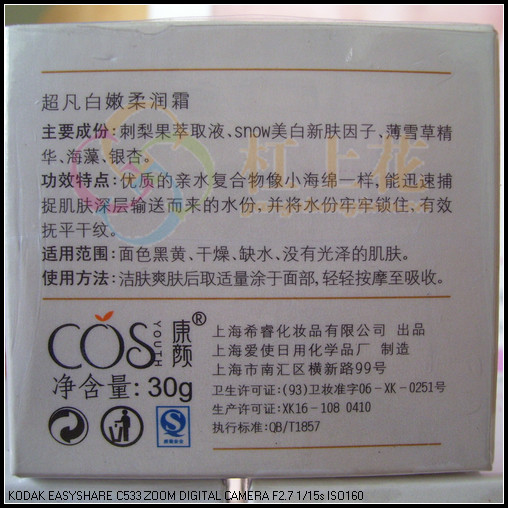 超凡白嫩柔润霜
主要成份:刺梨果萃取液、snow美白新肤因子、薄雪草精
华、海藻、银杏。
功效特点:优质的亲水复合物像小海绵一样,能迅速捕
捉肌肤深层输送而来的水份,并将水份牢牢锁住,有效
抚平干纹。
适用范围:面色黑黄、干燥、缺水、没有光泽的肌肤。
使用方法:洁肤爽肤后取适量涂于面部,轻轻按摩至吸收。
COS
YOUTH
康颜®
净含量:30g
上海希睿化妆品有限公司 出品
上海爱使日用化学品厂 制造
上海市南汇区横新路99号
卫生许可证:(93)卫妆准字06-XK-0251号
生产许可证:XK16-108 0410
执行标准:QB/T1857
质量安全
杠上花
KODAK EASYSHARE C533 ZOOM DIGITAL CAMERA F2.7 1/15s ISO160